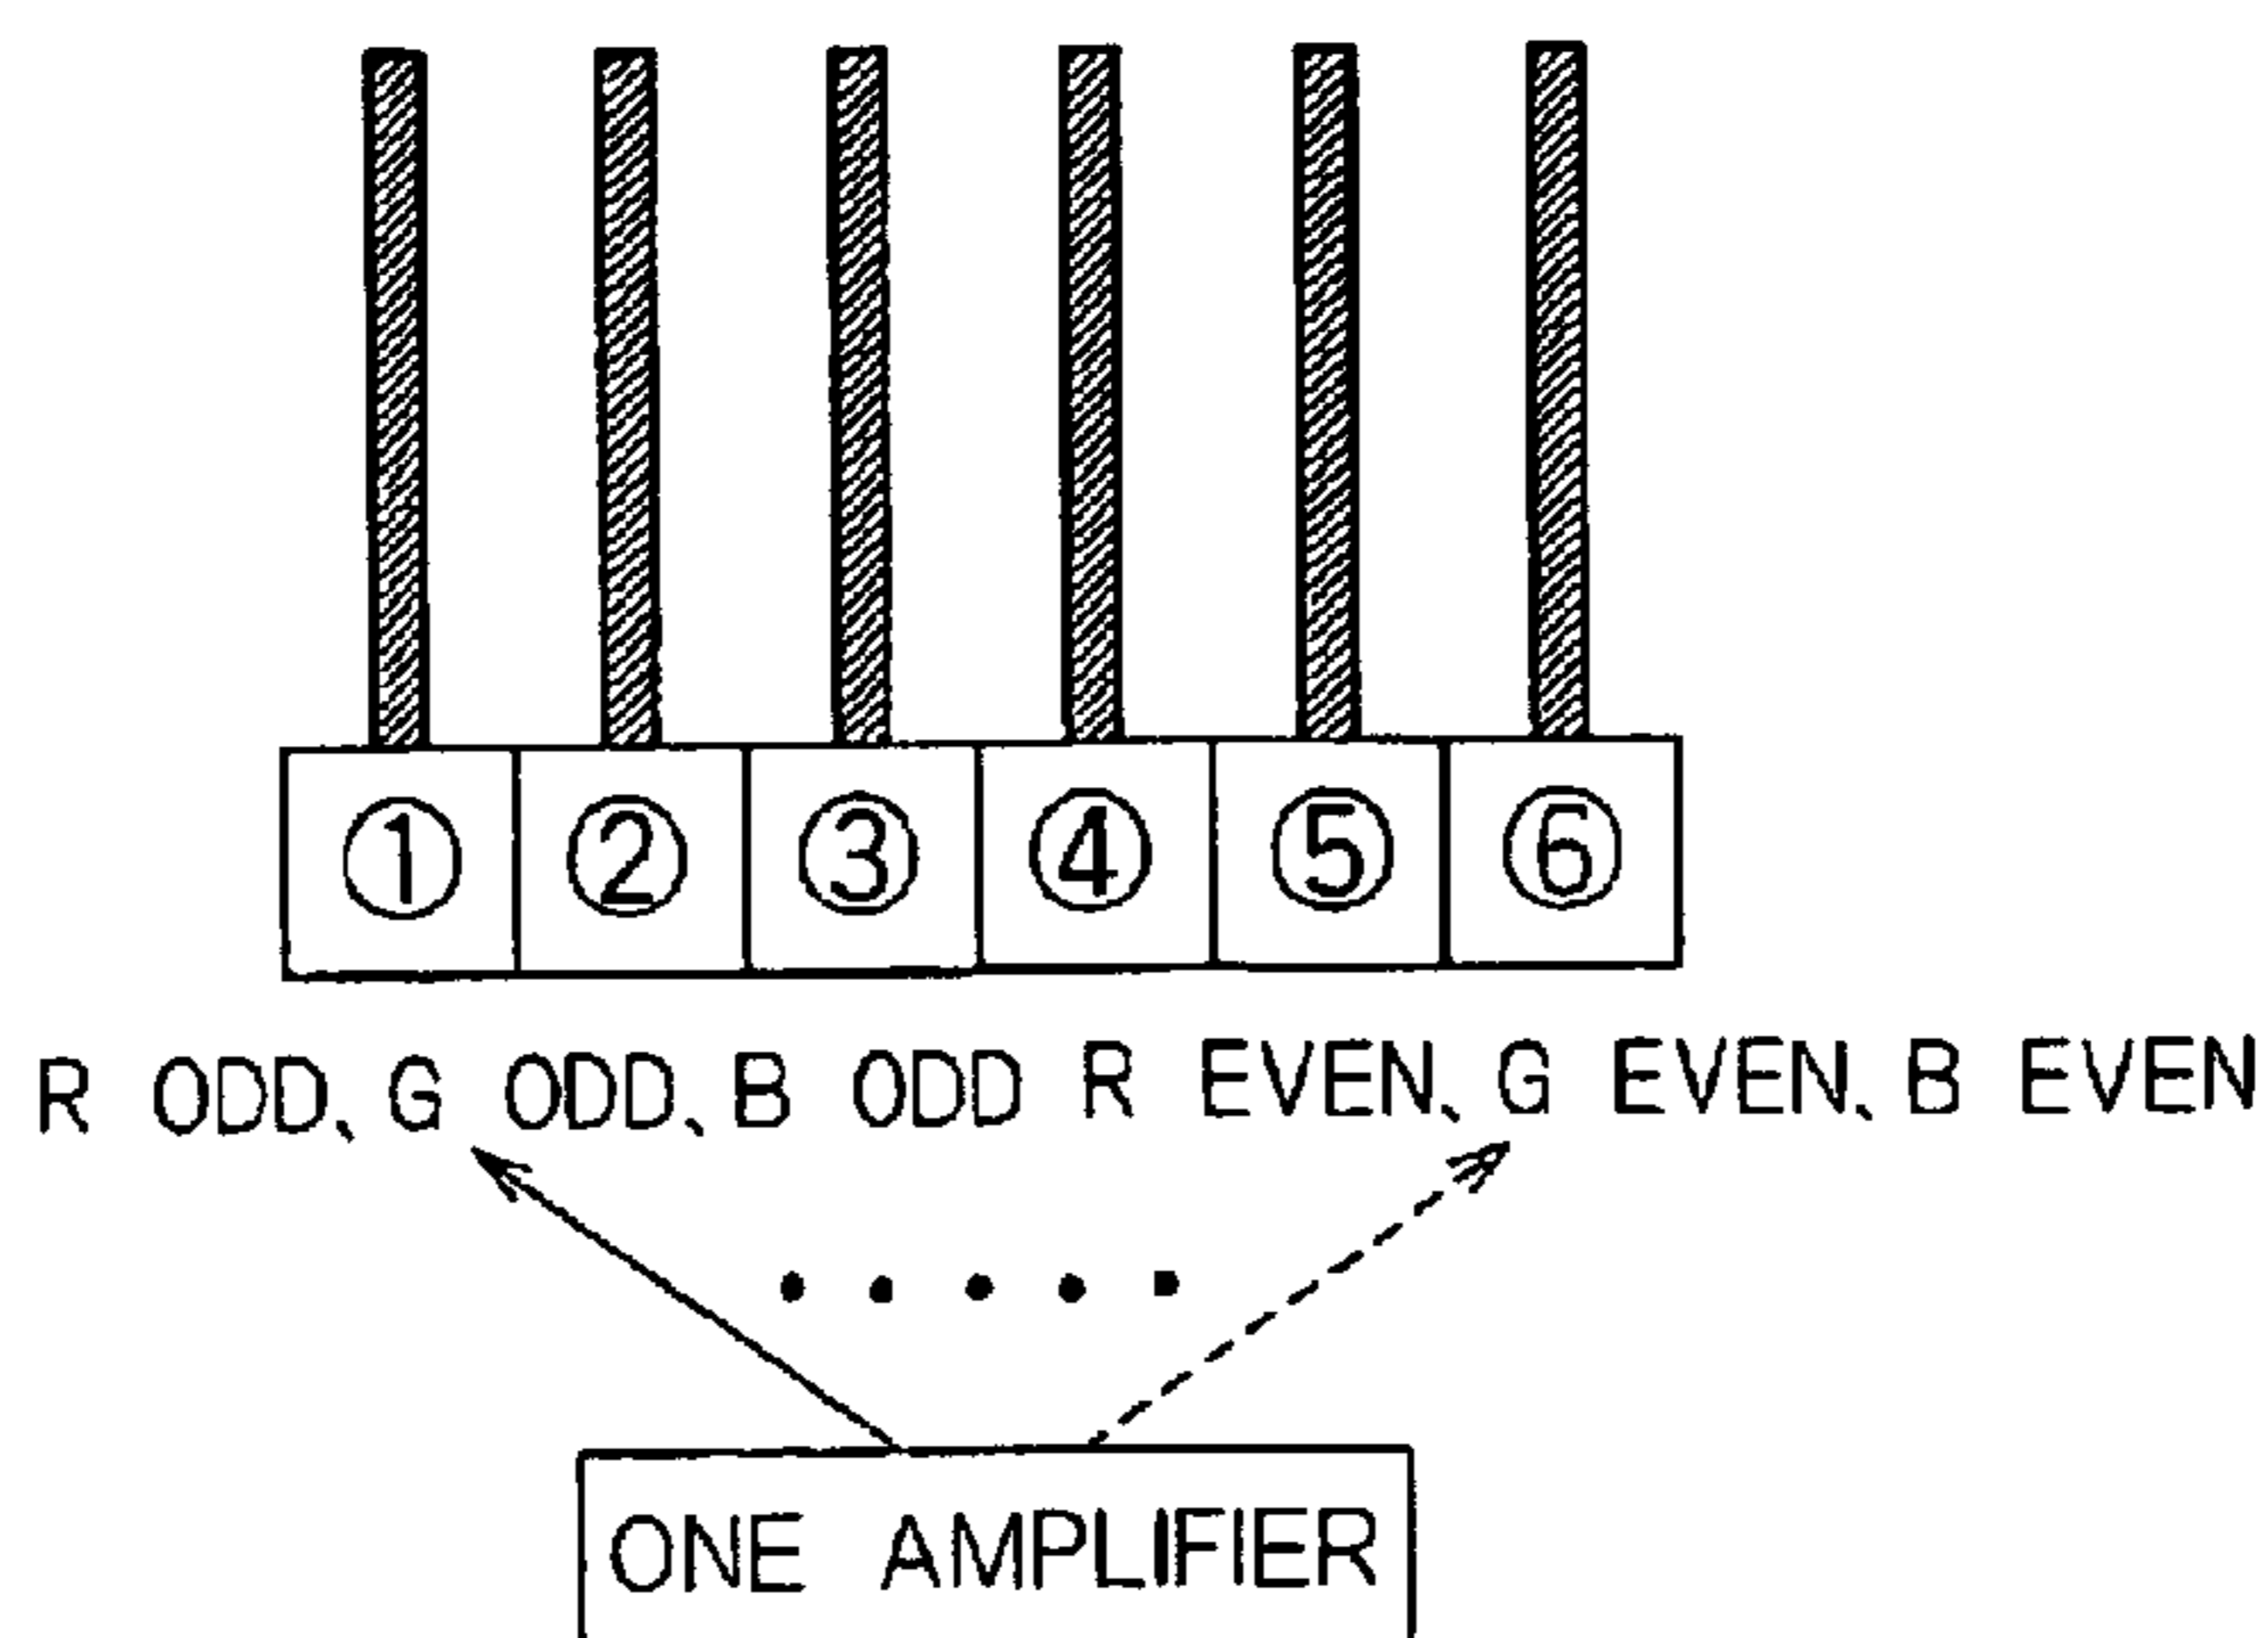 ① ② ③ ④ ⑤ ⑥
R ODD, G ODD, B ODD R EVEN, G EVEN, B EVEN
ONE AMPLIFIER